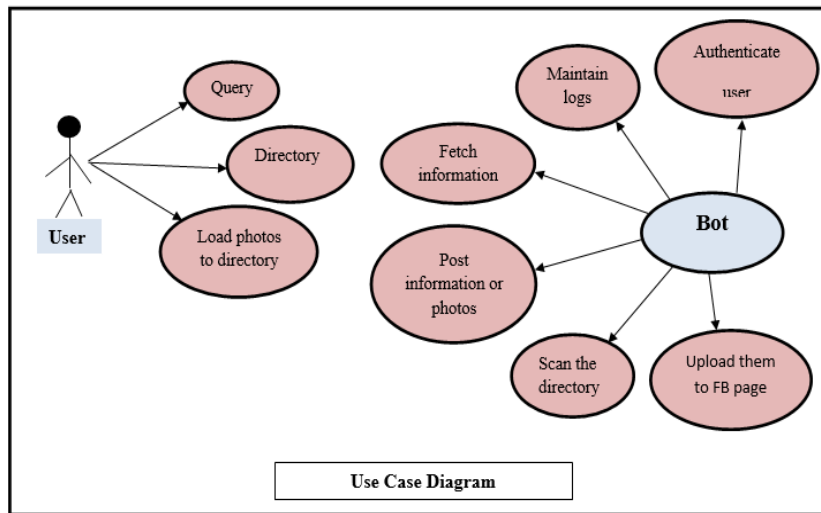 Query
Directory
Load photos
to directory
User
Maintain
logs
Authenticate
user
Fetch
information
Bot
Post
information or
photos
Scan the
directory
Upload them
to FB page
Use Case Diagram